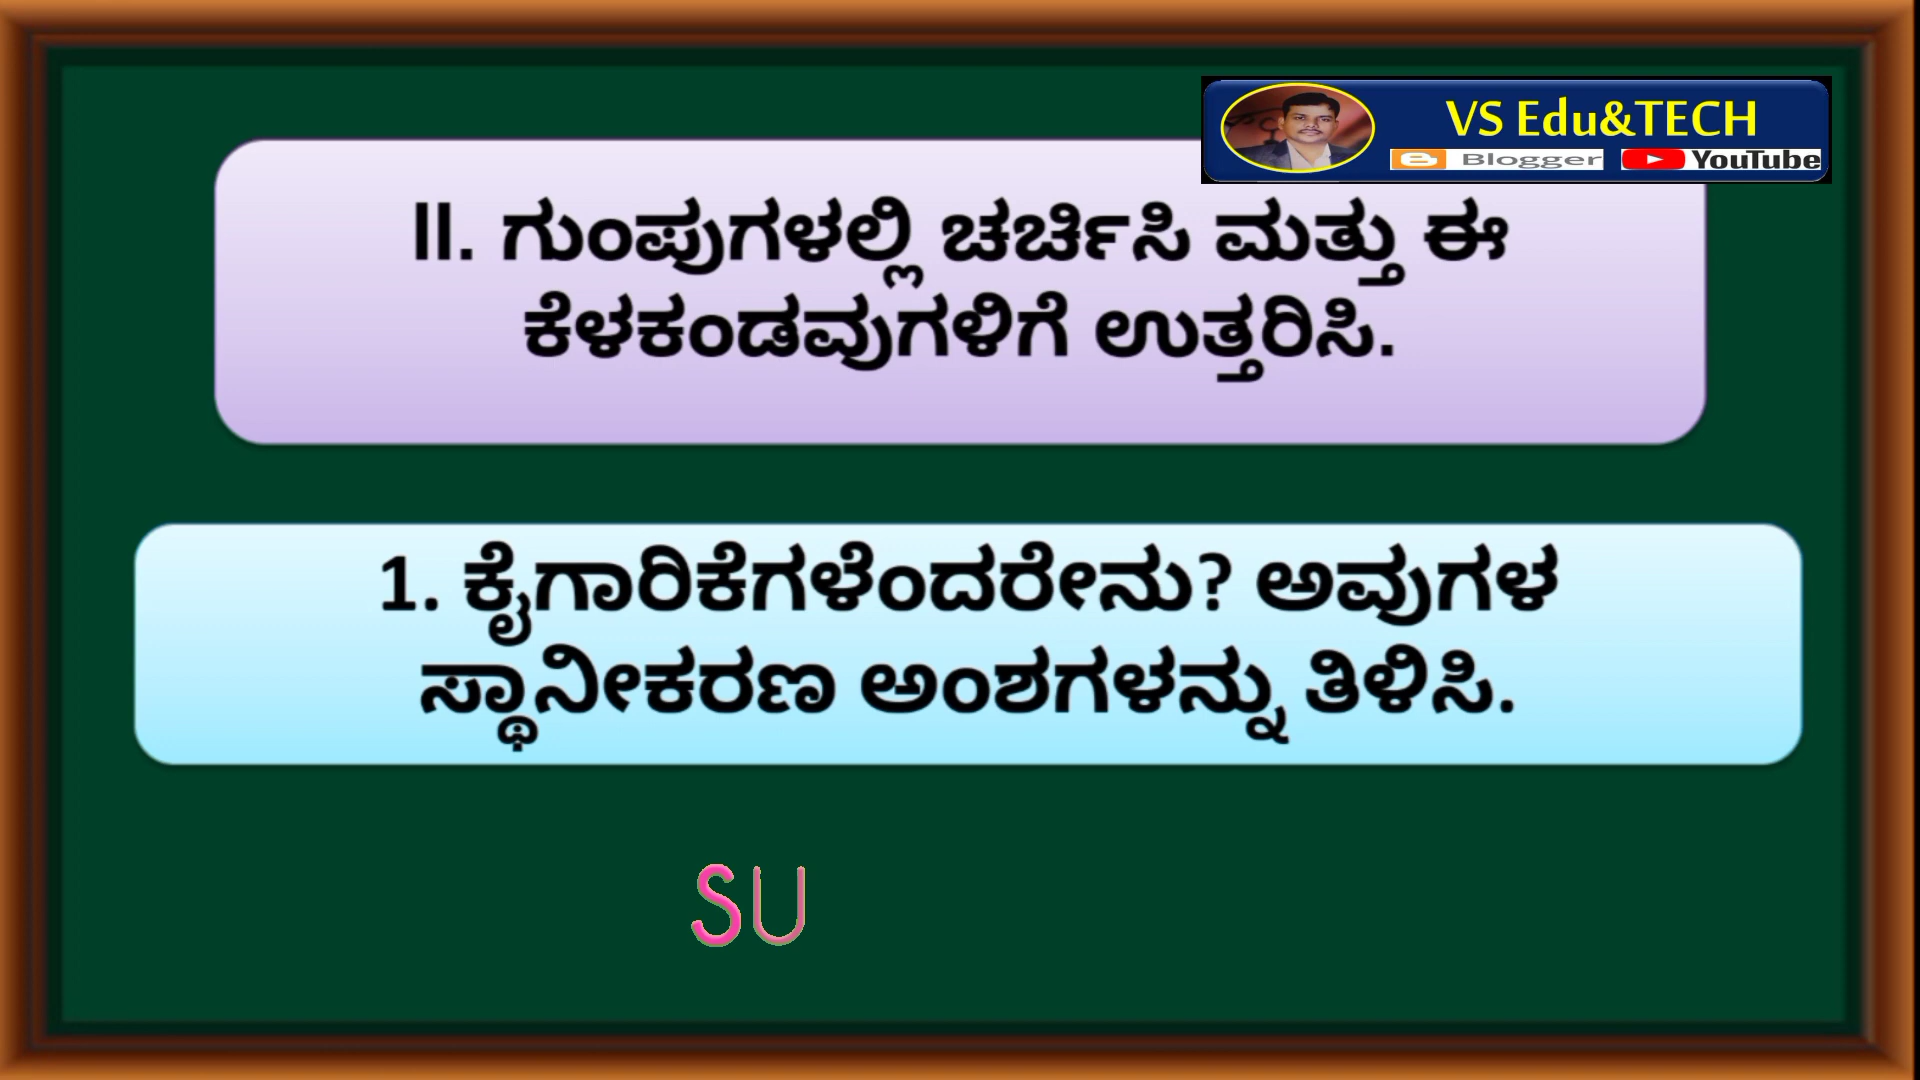 VS Edu&TECH
Blogger YouTube
II. ಗುಂಪುಗಳಲ್ಲಿ ಚರ್ಚಿಸಿ ಮತ್ತು ಈ
ಕೆಳಕಂಡವುಗಳಿಗೆ ಉತ್ತರಿಸಿ.
1. ಕೈಗಾರಿಕೆಗಳೆಂದರೇನು? ಅವುಗಳ
ಸ್ಥಾನೀಕರಣ ಅಂಶಗಳನ್ನು ತಿಳಿಸಿ.
SU